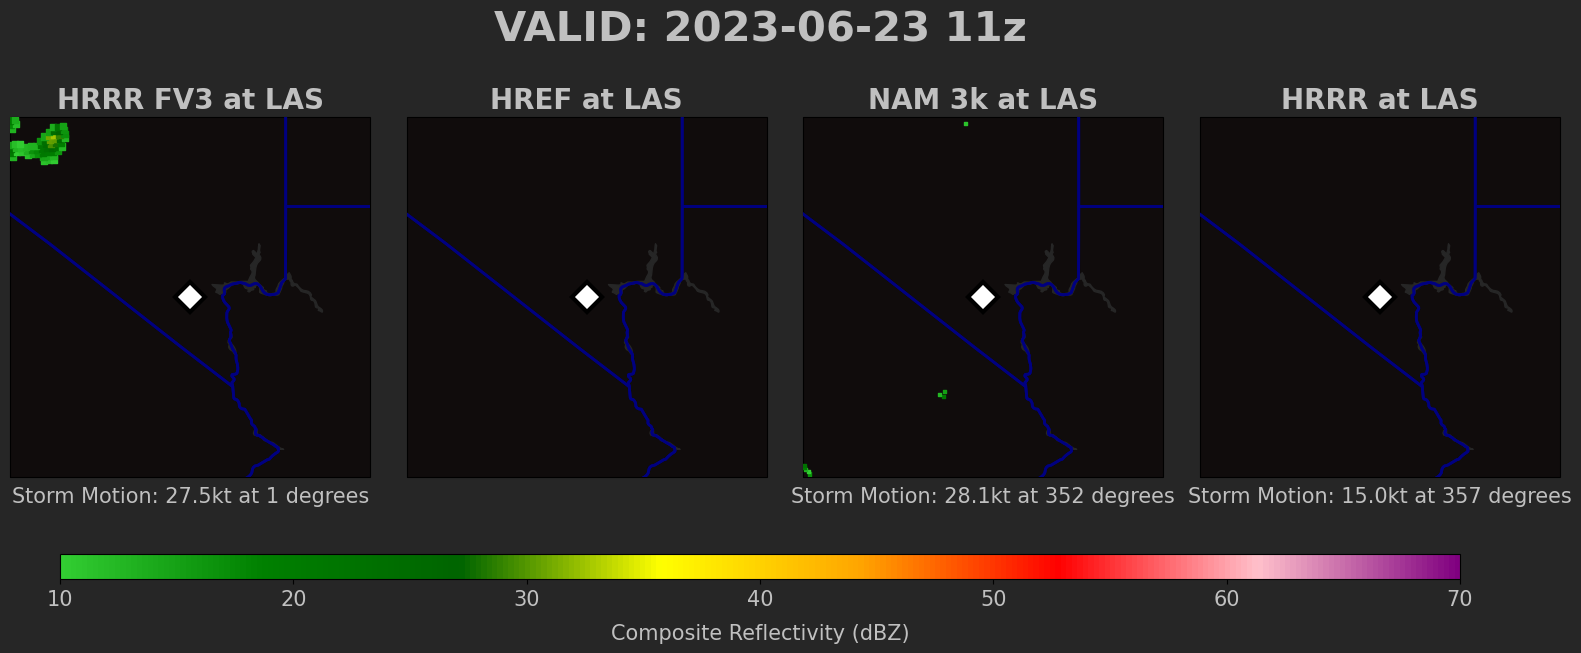 VALID: 2023-06-23 11z
HRRR FV3 at LAS
HREF at LAS
NAM 3k at LAS
HRRR at LAS
Storm Motion: 27.5kt at 1 degrees
Storm Motion: 28.1kt at 352 degrees
Storm Motion: 15.0kt at 357 degrees
10 20 30 40 50 60 70
Composite Reflectivity (dBZ)